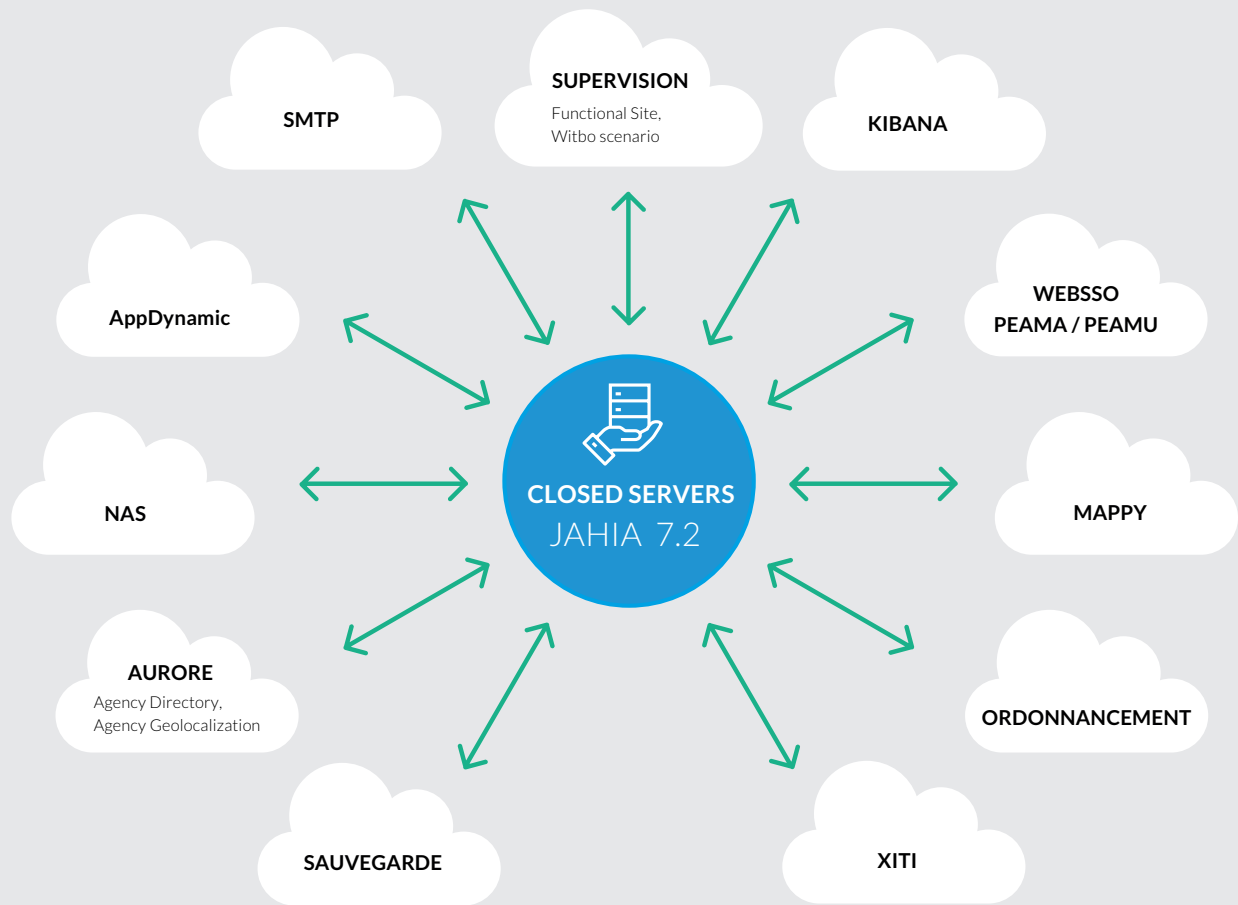 SUPERVISION
Functional Site,
Witbo scenario
SMTP
KIBANA
AppDynamic
WEBSSO
PEAMA / PEAMU
CLOSED SERVERS
JAHIA 7.2
NAS
MAPPY
AURORE
Agency Directory,
Agency Geolocalization
ORDONNANCEMENT
SAUVEGARDE
XITI